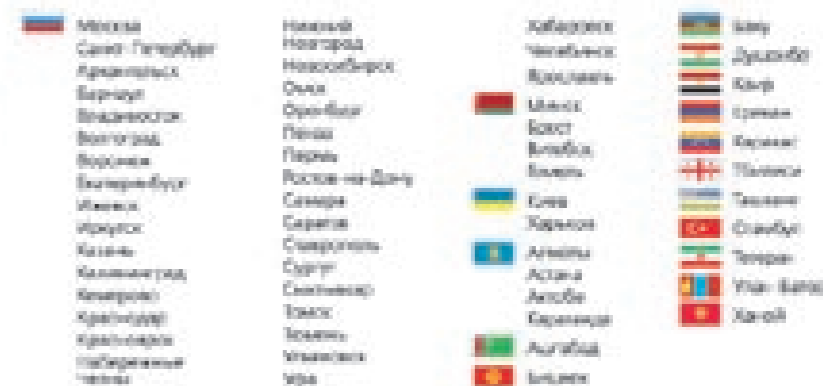 Москва
Санкт-Петербург
Архангельск
Барнаул
Владивосток
Волгоград
Воронеж
Екатеринбург
Ижевск
Иркутск
Казань
Калининград
Кемерово
Краснодар
Красноярск
Набережные
Челны
Нижний
Новгород
Новосибирск
Омск
Оренбург
Пенза
Пермь
Ростов-на-Дону
Самара
Саратов
Ставрополь
Сургут
Сыктывкар
Томск
Тюмень
Ульяновск
Уфа
Хабаровск
Челябинск
Ярославль
Минск
Брест
Витебск
Гомель
Киев
Харьков
Алматы
Астана
Актобе
Караганда
Ашгабад
Бишкек
Баку
Душанбе
Каир
Ереван
Каракас
Тбилиси
Ташкент
Стамбул
Тегеран
Улан-Батор
Ханой